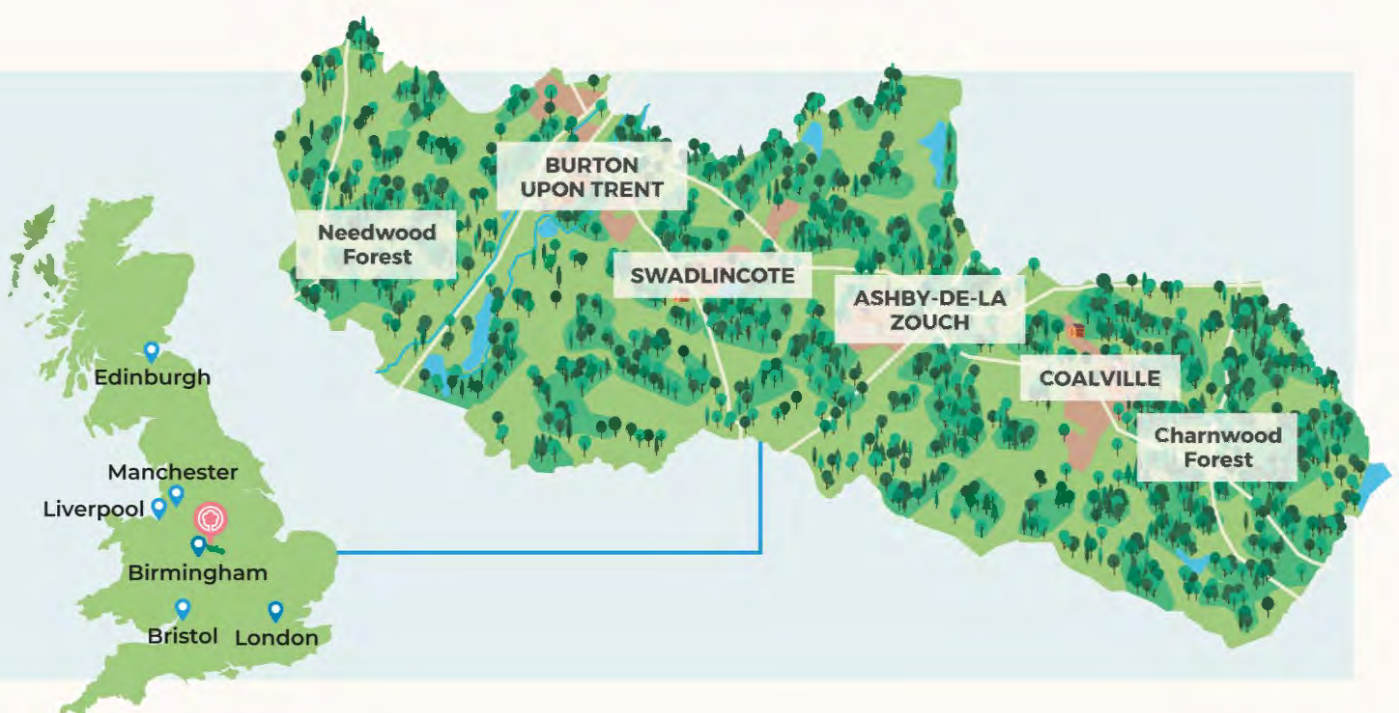 Edinburgh
Manchester
Liverpool
Birmingham
Bristol
London
Needwood
Forest
BURTON
UPON TRENT
SWADLINCOTE
ASHBY-DE-LA
ZOUCH
COALVILLE
Charnwood
Forest